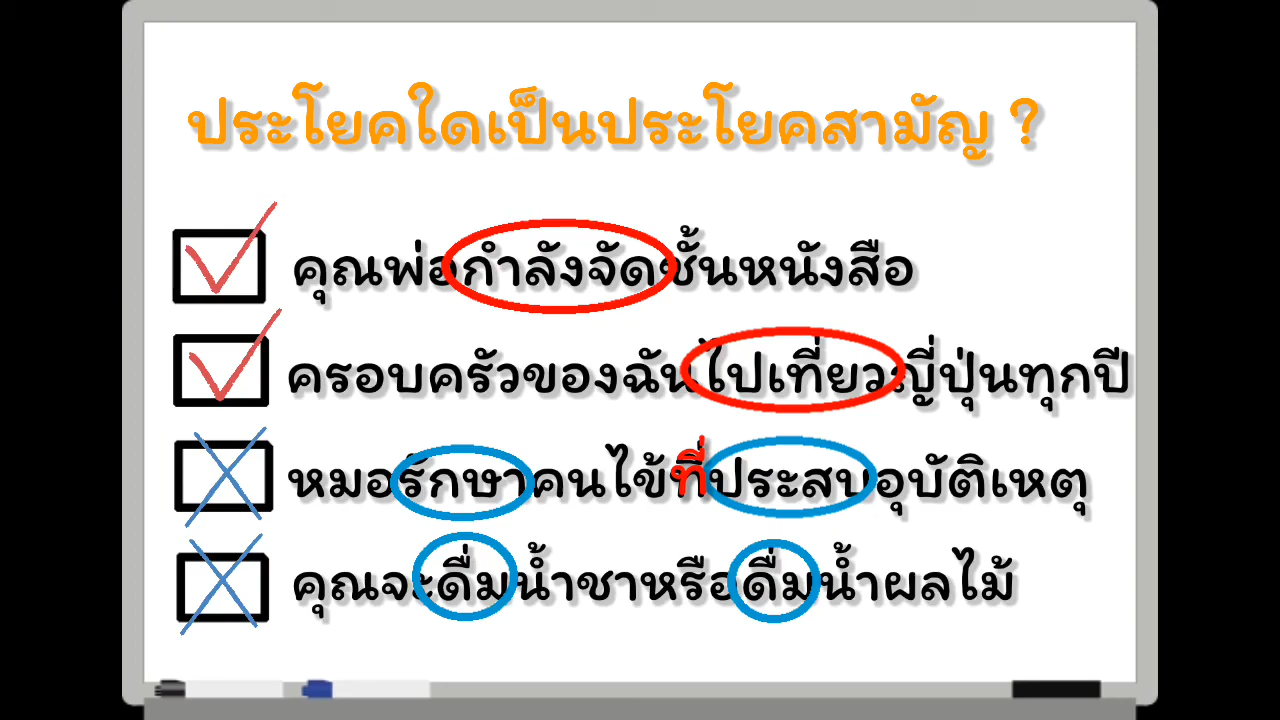 ประโยคใดเป็นประโยคสามัญ ?
คุณพ่อกำลังจัดชั้นหนังสือ
ครอบครัวของฉันไปเที่ยวญี่ปุ่นทุกปี
หมอรักษาคนไข้ที่ประสบอุบัติเหตุ
คุณจะดื่มน้ำชาหรือดื่มน้ำผลไม้